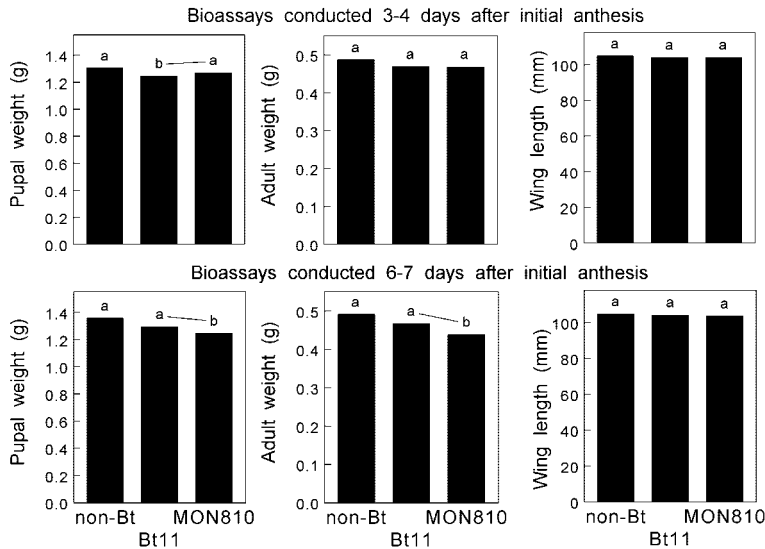 Bioassays conducted 3-4 days after initial anthesis
Pupal weight (g)
1.4
1.2
1.0
0.8
0.6
1.2
0.2
0.0
a
b
a
Adult weight (g)
0.5
0.4
0.3
0.2
0.1
0.0
a
a
a
Wing length (mm)
100
80
60
40
20
0
a
a
a
Bioassays conducted 6-7 days after initial anthesis
Pupal weight (g)
1.4
1.2
1.0
0.8
0.6
0.4
0.2
0.0
a
a
b
non-Bt
Bt11
MON810
Adult weight (g)
0.5
0.4
0.3
0.2
0.1
0.0
a
a
b
non-Bt
Bt11
MON810
Wing length (mm)
100
80
60
40
20
0
a
a
a
non-Bt
Bt11
MON810